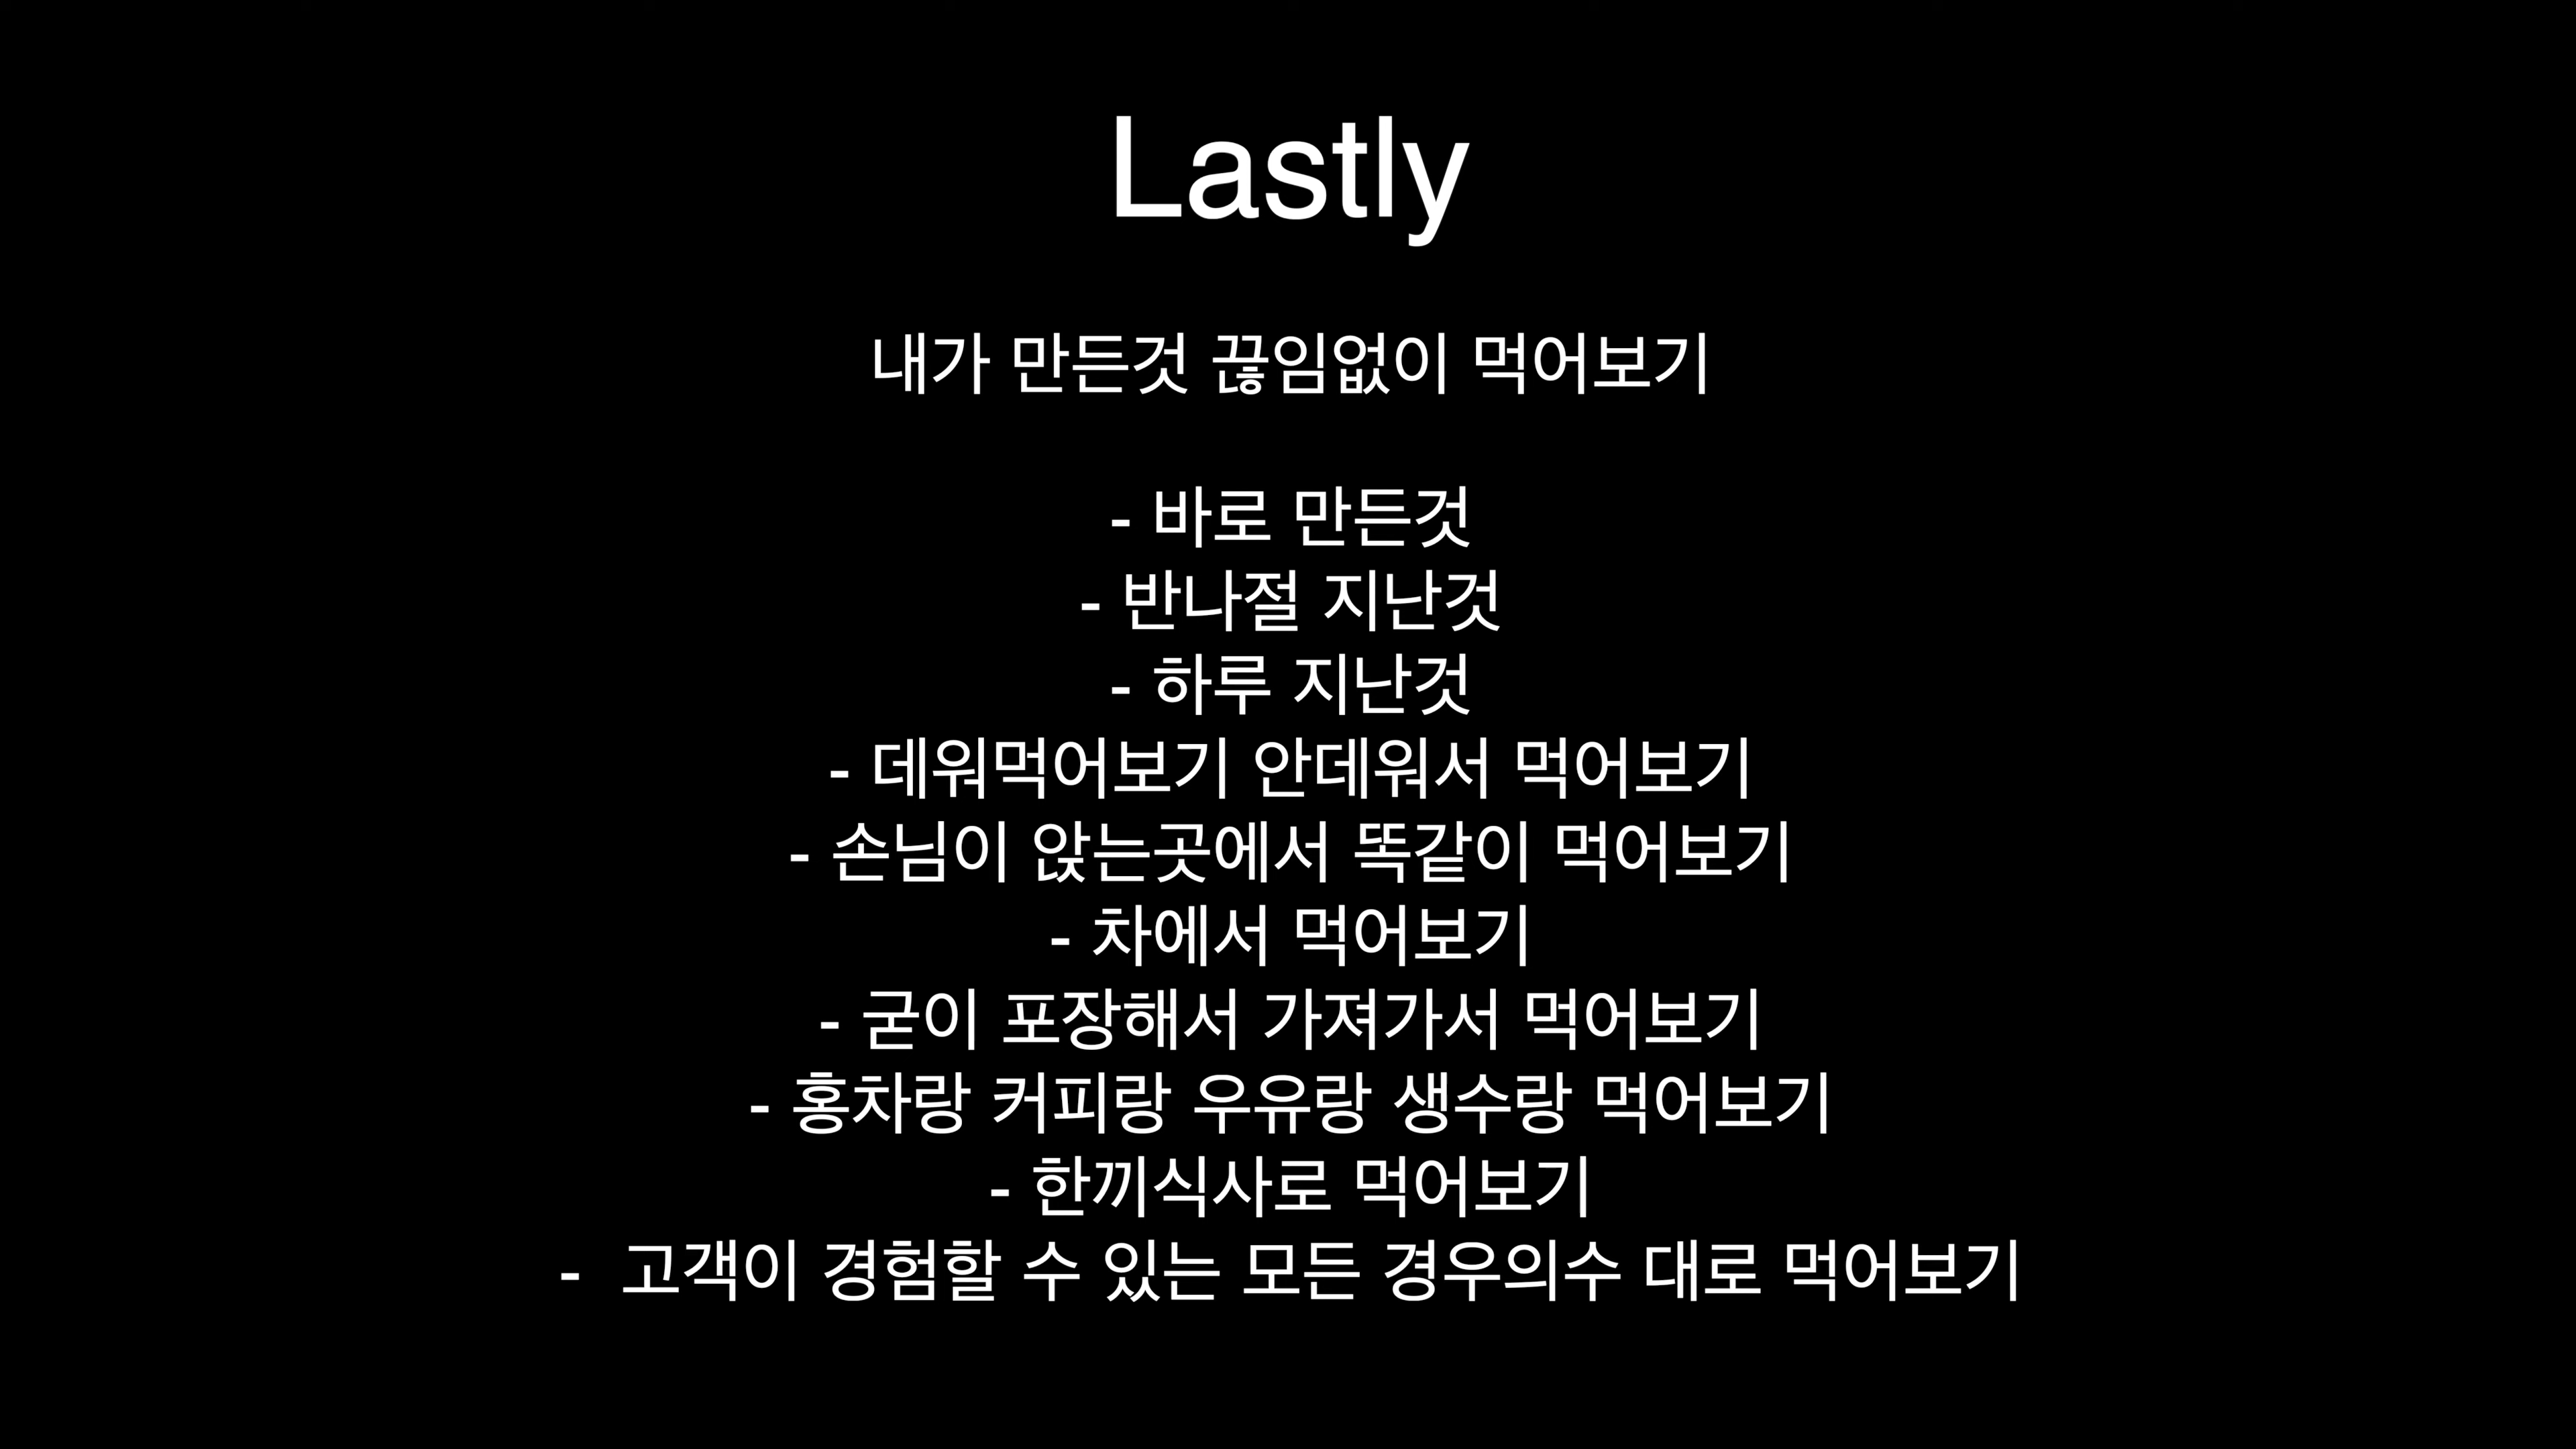 Lastly
내가 만든것 끊임없이 먹어보기
- 바로 만든것
- 반나절 지난것
- 하루 지난것
- 데워먹어보기 안데워서 먹어보기
- 손님이 앉는곳에서 똑같이 먹어보기
- 차에서 먹어보기
- 굳이 포장해서 가져가서 먹어보기
- 홍차랑 커피랑 우유랑 생수랑 먹어보기
- 한끼식사로 먹어보기
- 고객이 경험할 수 있는 모든 경우의수 대로 먹어보기